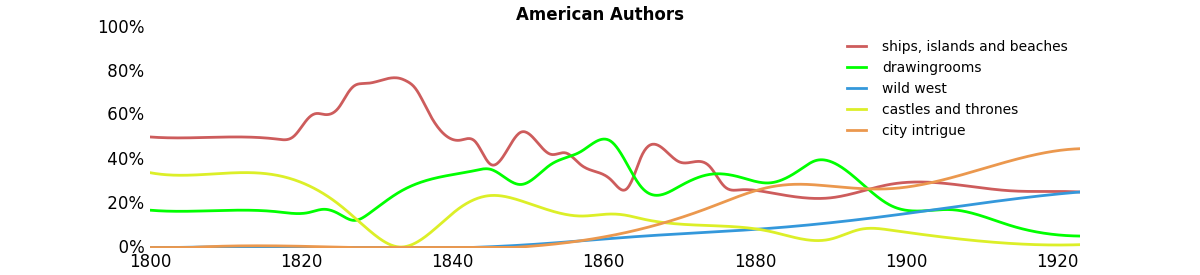 American Authors
100%
80%
60%
40%
20%
0%
ships, islands and beaches
drawingrooms
wild west
castles and thrones
city intrigue
1800 1820 1840 1860 1880 1900 1920